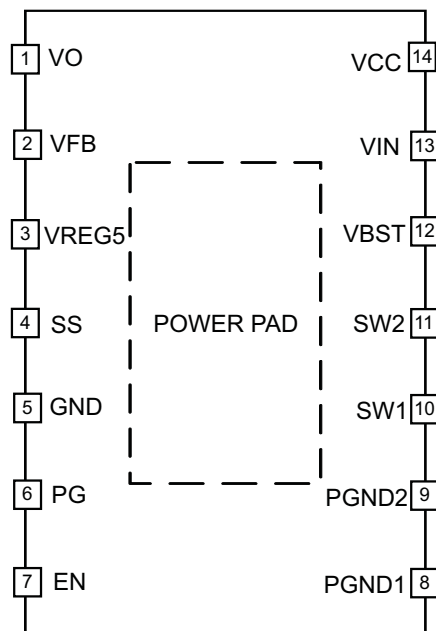 1 VO
VCC 14
2 VFB
VIN 13
3 VREG5
VBST 12
4 SS
POWER PAD
SW2 11
5 GND
SW1 10
6 PG
PGND2 9
7 EN
PGND1 8